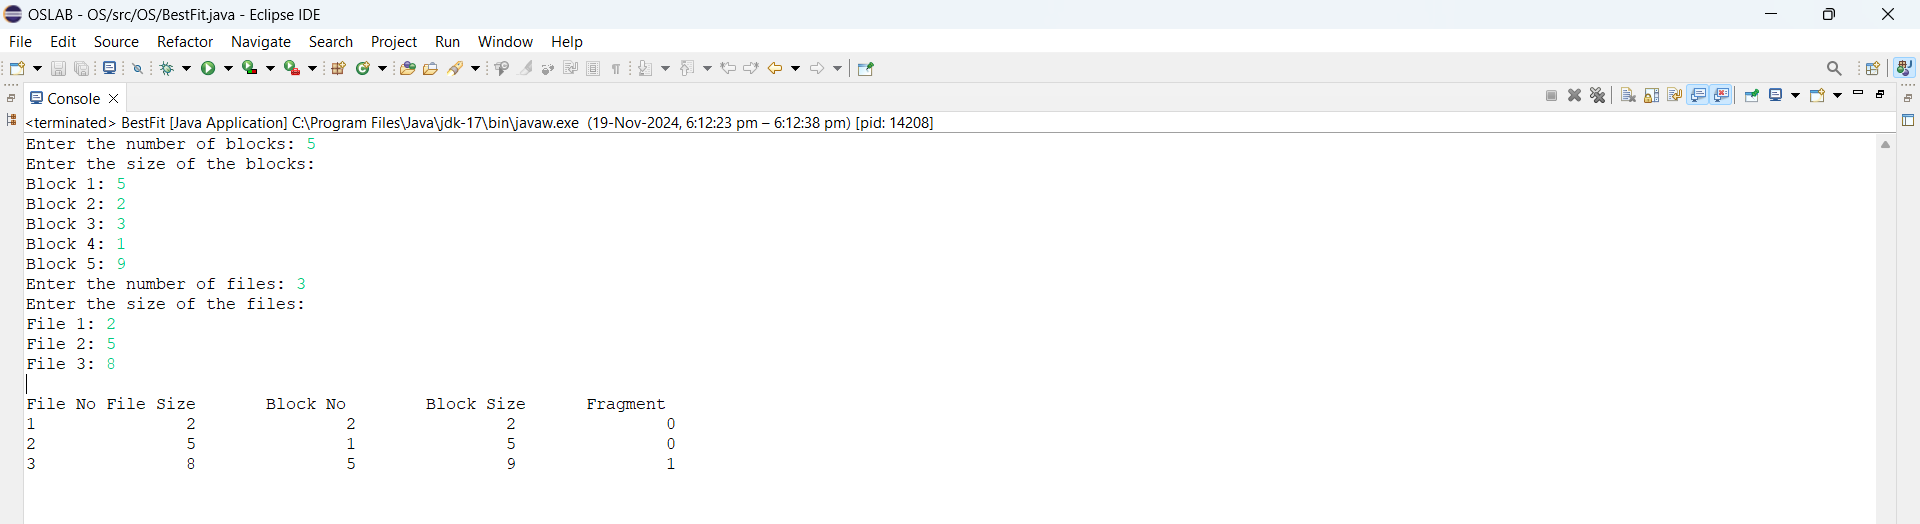 OSLAB - OS/src/OS/BestFit.java - Eclipse IDE
File Edit Source Refactor Navigate Search Project Run Window Help
Console
<terminated> BestFit [Java Application] C:\Program Files\Java\jdk-17\bin\javaw.exe (19-Nov-2024, 6:12:23 pm – 6:12:38 pm) [pid: 14208]
Enter the number of blocks: 5
Enter the size of the blocks:
Block 1: 5
Block 2: 2
Block 3: 3
Block 4: 1
Block 5: 9
Enter the number of files: 3
Enter the size of the files:
File 1: 2
File 2: 5
File 3: 8
File No File Size Block No Block Size Fragment
1 2 2 2 0
2 5 1 5 0
3 8 5 9 1